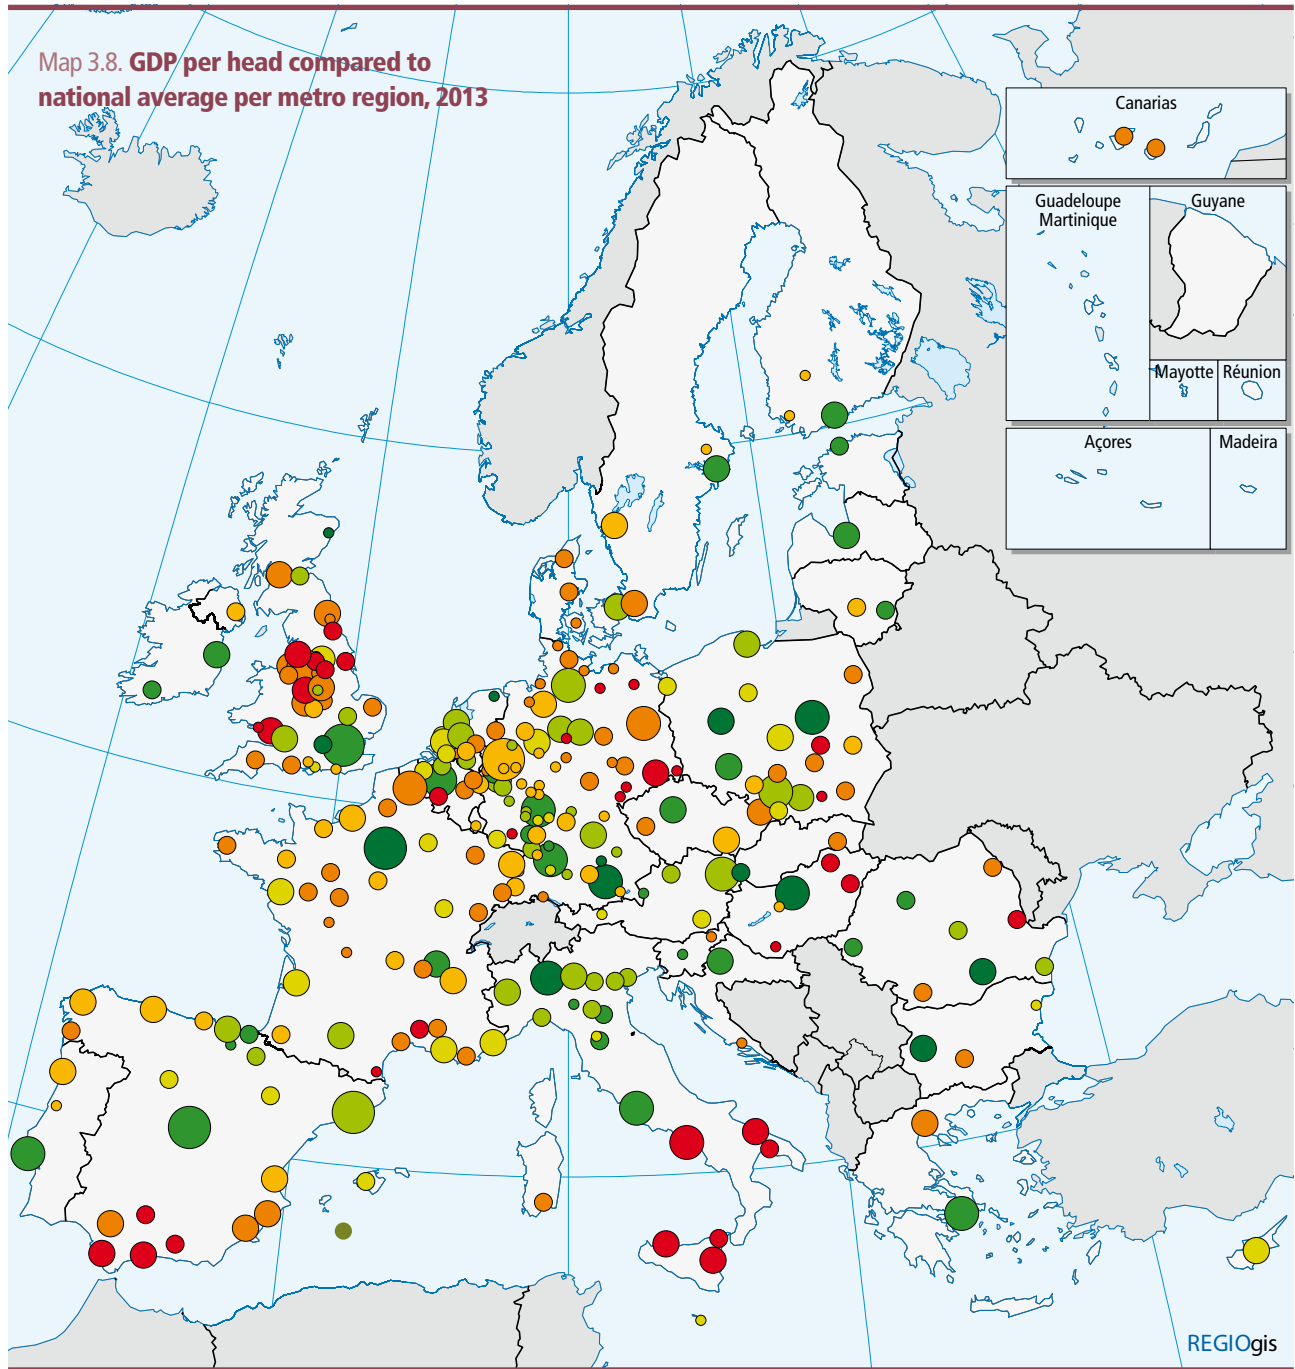 Map 3.8. GDP per head compared to
national average per metro region, 2013
Canarias
Guadeloupe
Martinique
Guyane
Mayotte
Réunion
Açores
Madeira
REGIOgis